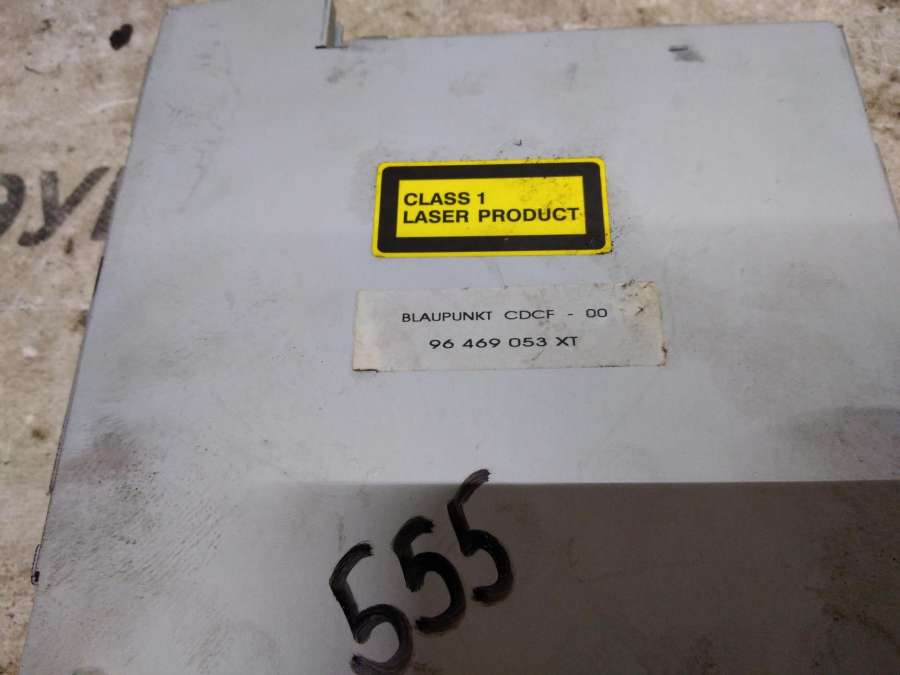 CLASS 1
LASER PRODUCT
BLAUPUNKT CDCF - 00
96 469 053 XT
555